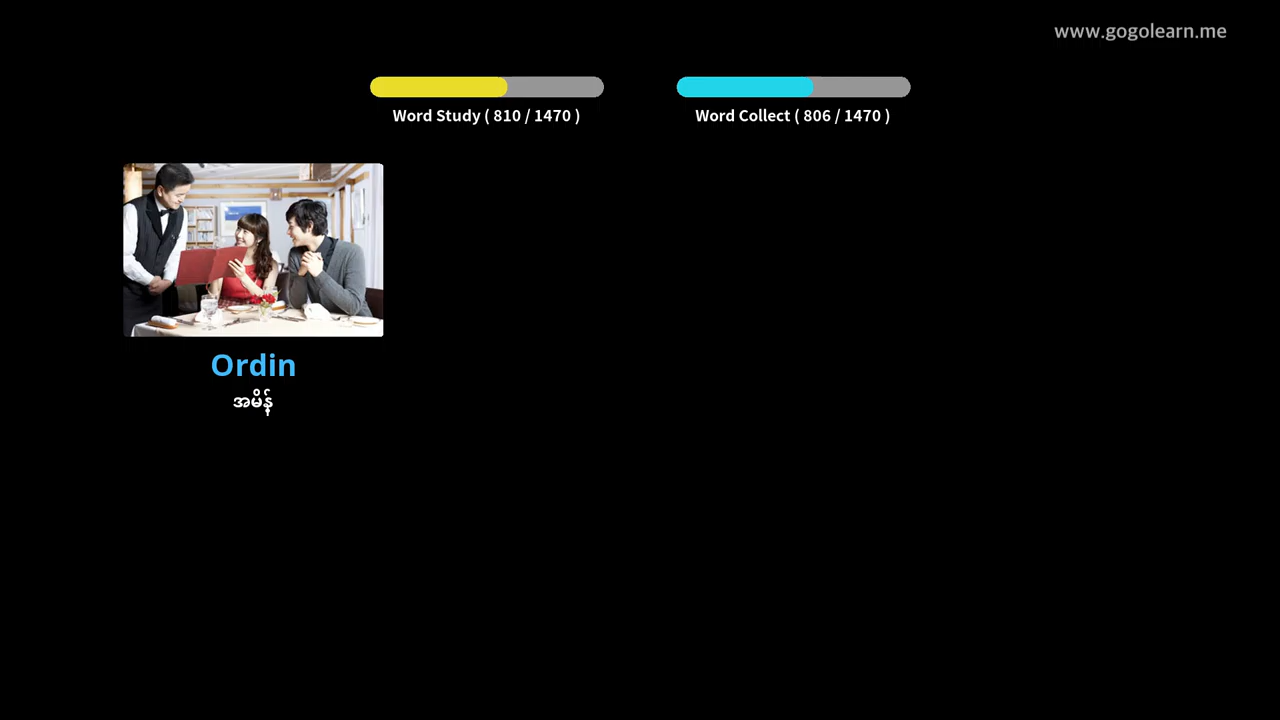 www.gogolearn.me
Word Study ( 810 / 1470 )
Word Collect ( 806 / 1470 )
Ordin
အမိန့်